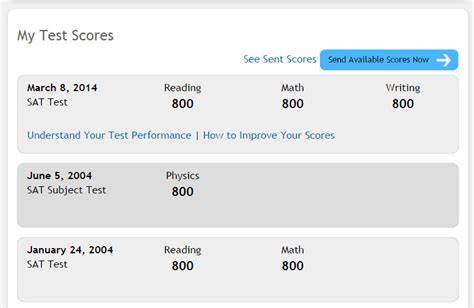 My Test Scores
See Sent Scores Send Available Scores Now
March 8, 2014 Reading Math Writing
SAT Test 800 800 800
Understand Your Test Performance | How to Improve Your Scores
June 5, 2004 Physics
SAT Subject Test 800
January 24, 2004 Reading Math
SAT Test 800 800